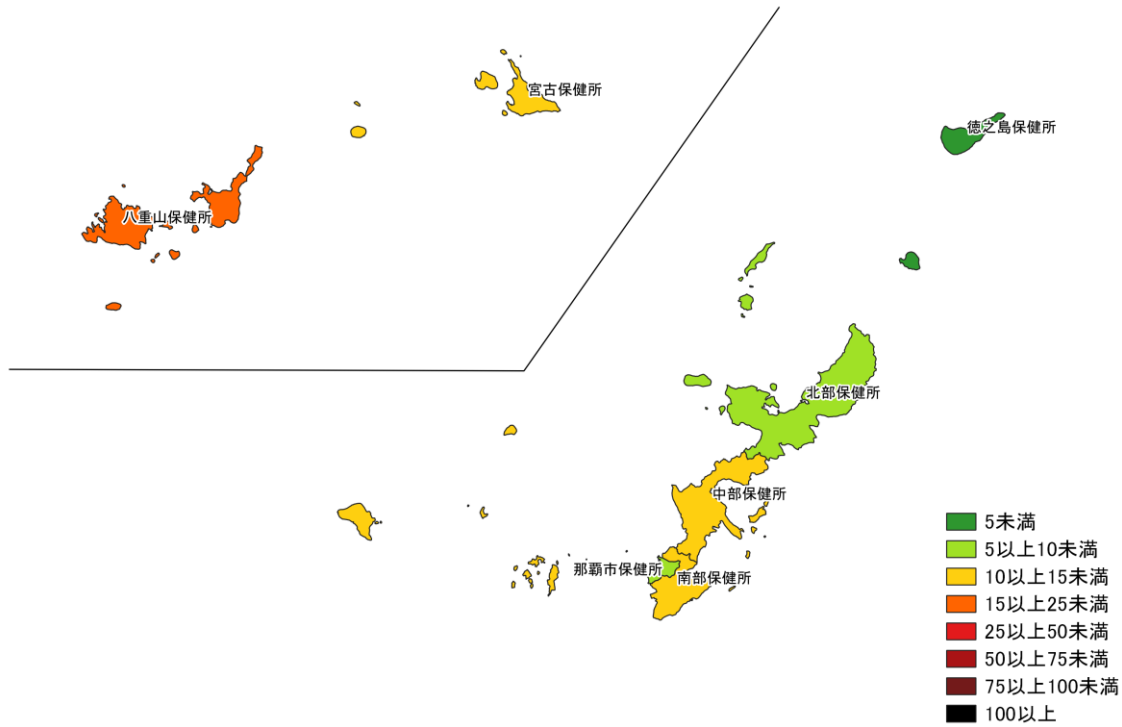 宮古保健所
徳之島保健所
八重山保健所
北部保健所
中部保健所
那覇市保健所
南部保健所
5未満
5以上10未満
10以上15未満
15以上25未満
25以上50未満
50以上75未満
75以上100未満
100以上